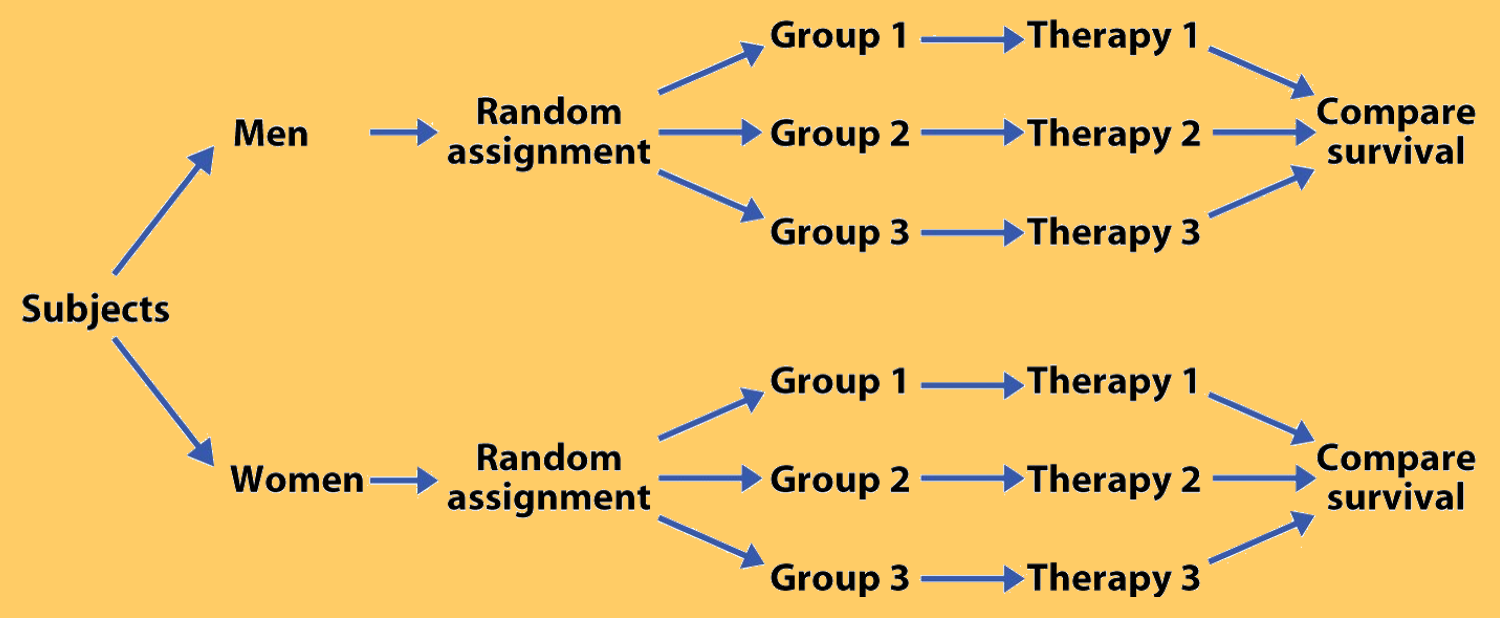 Subjects
Men
Random
assignment
Group 1
Therapy 1
Group 2
Therapy 2
Group 3
Therapy 3
Compare
survival
Women
Random
assignment
Group 1
Therapy 1
Group 2
Therapy 2
Group 3
Therapy 3
Compare
survival